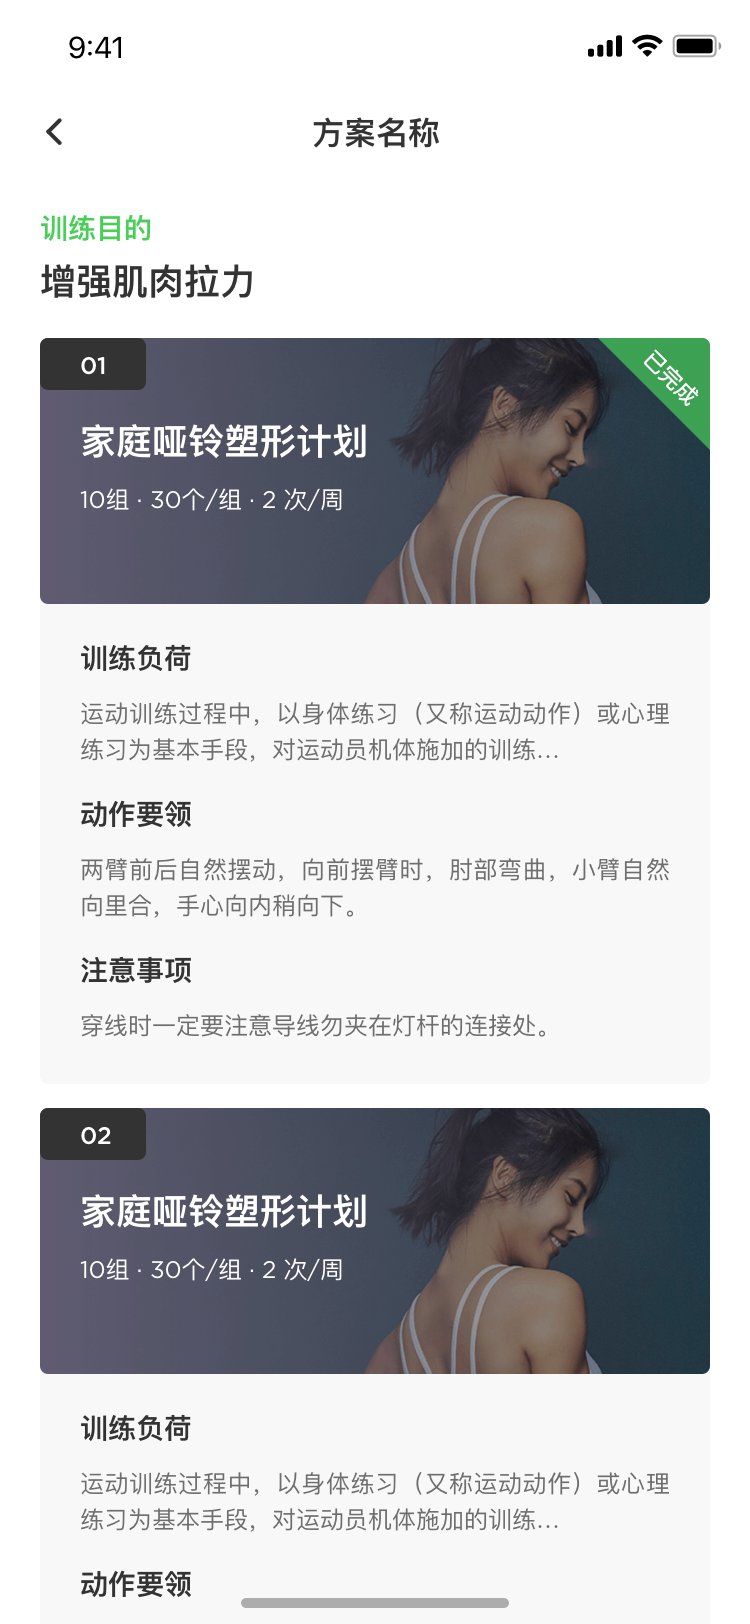 9:41
方案名称
训练目的
增强肌肉拉力
01
已完成
家庭哑铃塑形计划
10组 · 30个/组 · 2 次/周
训练负荷
运动训练过程中，以身体练习（又称运动动作）或心理
练习为基本手段，对运动员机体施加的训练...
动作要领
两臂前后自然摆动，向前摆臂时，肘部弯曲，小臂自然
向里合，手心向内稍向下。
注意事项
穿线时一定要注意导线勿夹在灯杆的连接处。
02
家庭哑铃塑形计划
10组 · 30个/组 · 2 次/周
训练负荷
运动训练过程中，以身体练习（又称运动动作）或心理
练习为基本手段，对运动员机体施加的训练...
动作要领